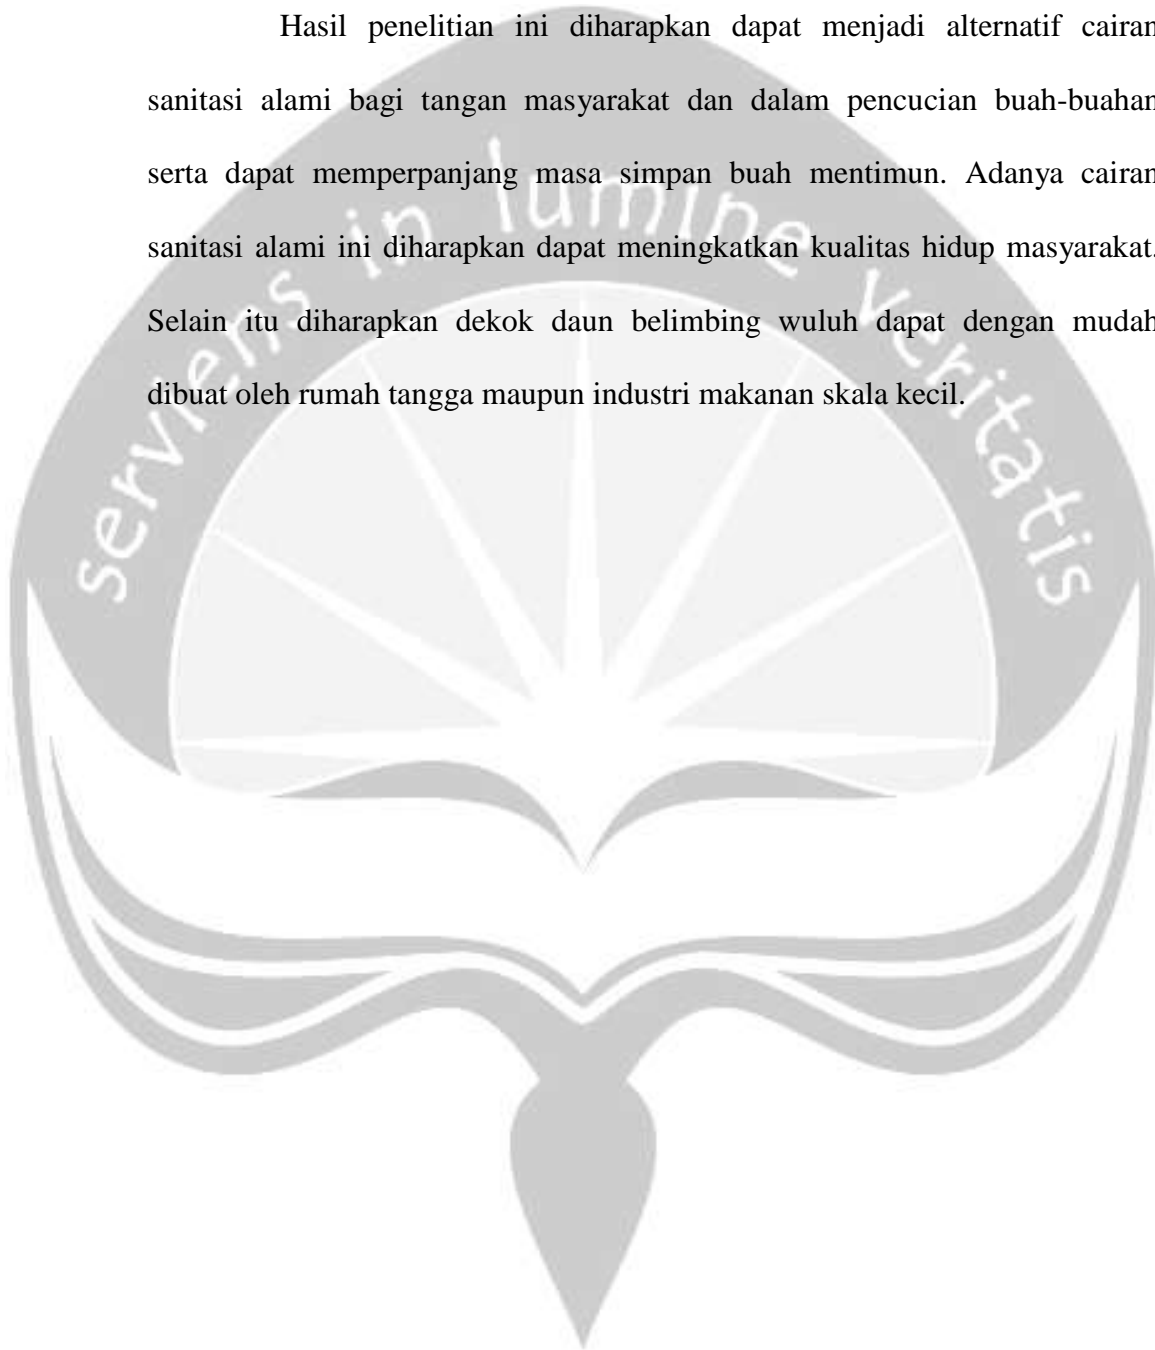 Hasil penelitian ini diharapkan dapat menjadi alternatif cairan
sanitasi alami bagi tangan masyarakat dan dalam pencucian buah-buahan
serta dapat memperpanjang masa simpan buah mentimun. Adanya cairan
sanitasi alami ini diharapkan dapat meningkatkan kualitas hidup masyarakat.
Selain itu diharapkan dekok daun belimbing wuluh dapat dengan mudah
dibuat oleh rumah tangga maupun industri makanan skala kecil.
serviens in lumine veritatis